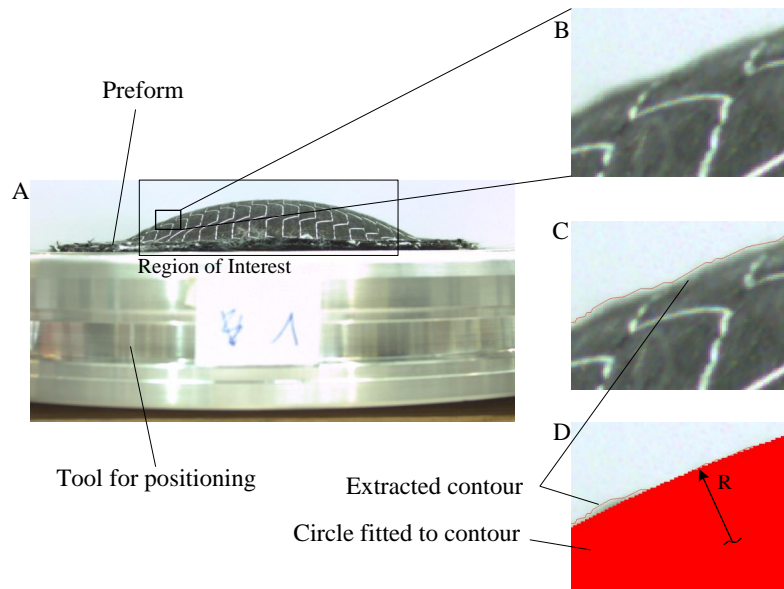 B
Preform
A
Region of Interest
C
D
Tool for positioning
R
Extracted contour
Circle fitted to contour